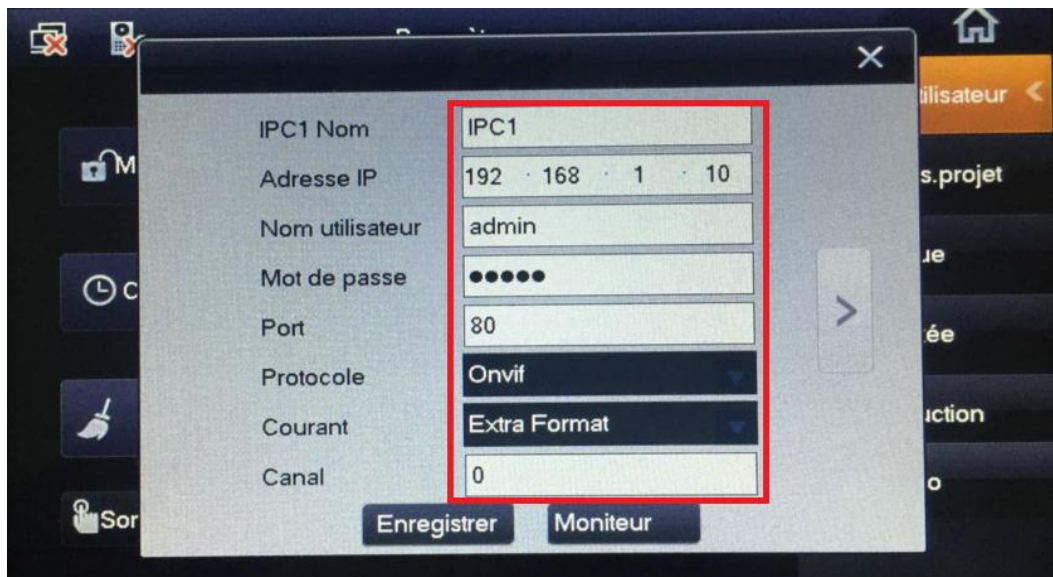 IPC1 Nom IPC1
Adresse IP 192 · 168 · 1 · 10
Nom utilisateur admin
Mot de passe ●●●●●
Port 80
Protocole Onvif
Courant Extra Format
Canal 0
Enregistrer Moniteur
ilisateur
s.projet
ue
ée
uction
o
M
C
Sor